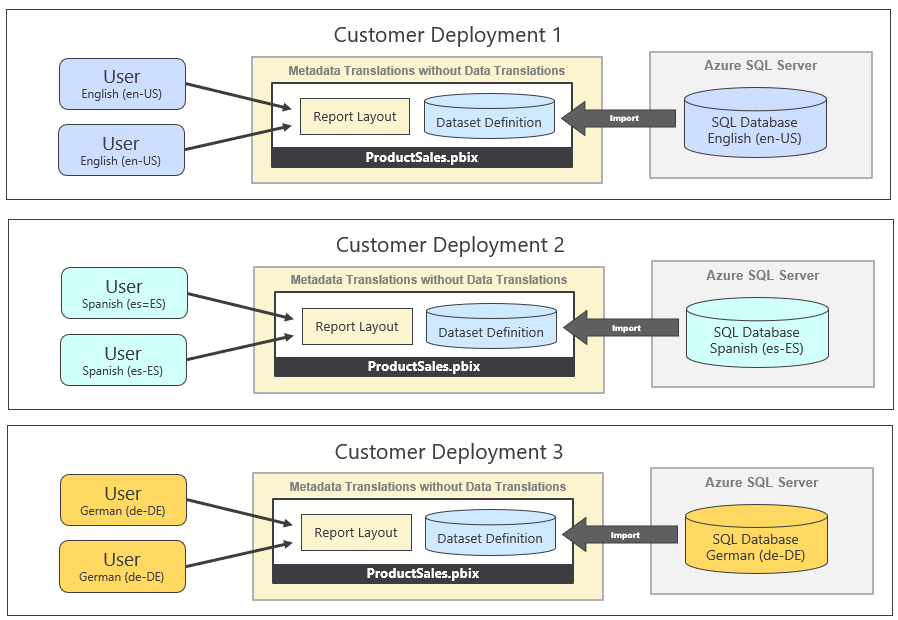 Customer Deployment 1
Metadata Translations without Data Translations
Azure SQL Server
User
English (en-US)
User
English (en-US)
Report Layout
Dataset Definition
ProductSales.pbix
Import
SQL Database
English (en-US)
Customer Deployment 2
Metadata Translations without Data Translations
Azure SQL Server
User
Spanish (es=ES)
User
Spanish (es-ES)
Report Layout
Dataset Definition
ProductSales.pbix
Import
SQL Database
Spanish (es-ES)
Customer Deployment 3
Metadata Translations without Data Translations
Azure SQL Server
User
German (de-DE)
User
German (de-DE)
Report Layout
Dataset Definition
ProductSales.pbix
Import
SQL Database
German (de-DE)